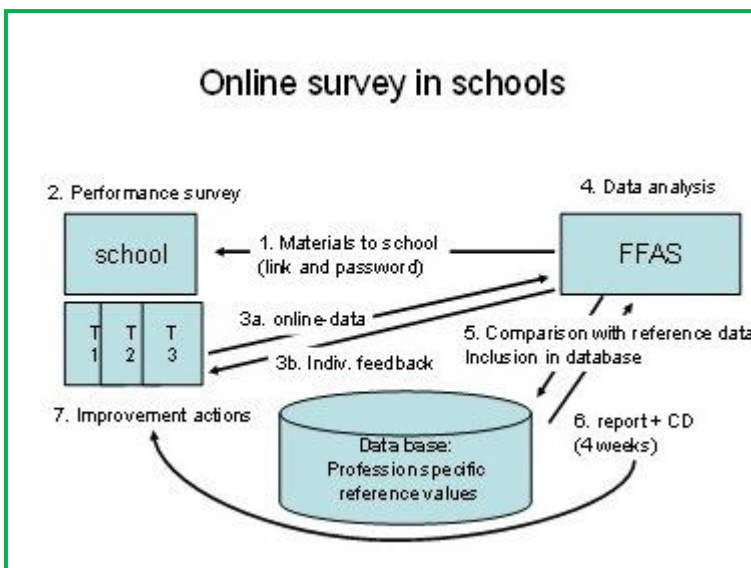 Online survey in schools
2. Performance survey
4. Data analysis
school
1. Materials to school
(link and password)
FFAS
T
1
T
2
T
3
3a. online-data
3b. Indiv. feedback
5. Comparison with reference data
Inclusion in database
7. Improvement actions
6. report + CD
(4 weeks)
Data base:
Profession specific
reference values